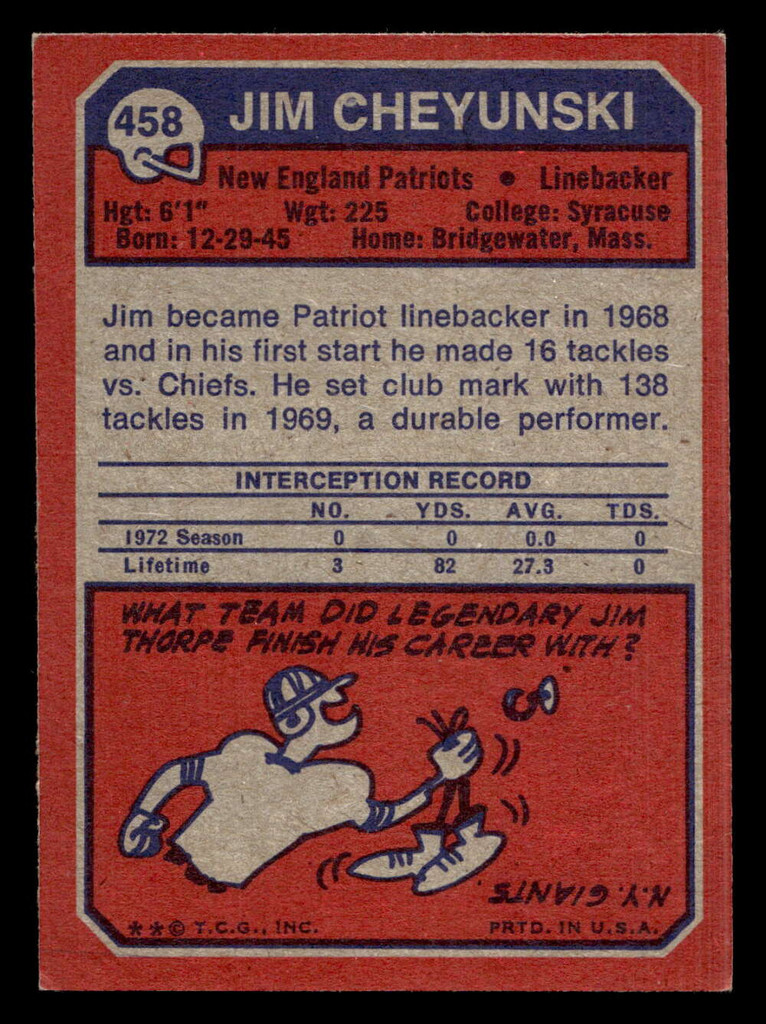 458
JIM CHEYUNSKI
New England Patriots • Linebacker
Hgt: 6'1" Wgt: 225 College: Syracuse
Born: 12-29-45 Home: Bridgewater, Mass.
Jim became Patriot linebacker in 1968
and in his first start he made 16 tackles
vs. Chiefs. He set club mark with 138
tackles in 1969, a durable performer.
INTERCEPTION RECORD
NO. YDS. AVG. TDS.
1972 Season 0 0 0.0 0
Lifetime 3 82 27.3 0
WHAT TEAM DID LEGENDARY JIM
THORPE FINISH HIS CAREER WITH?
N.Y. GIANTS.
**© T.C.G., INC. PRTD. IN U.S.A.